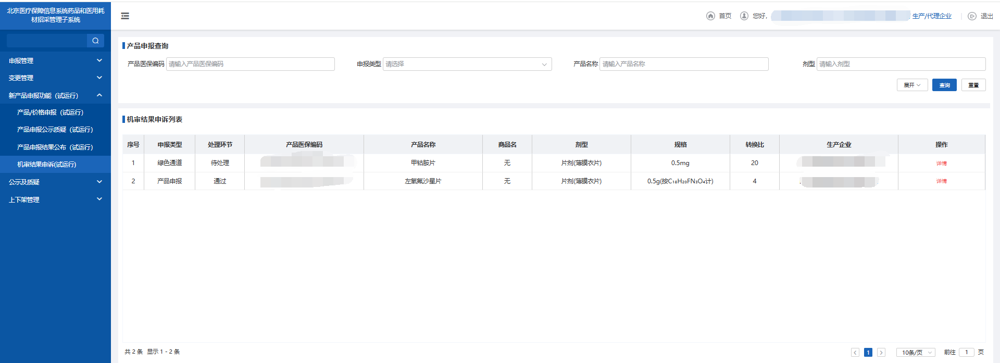 北京医疗保障信息系统药品和医用耗
材招采管理子系统
首页 您好, 生产/代理企业 退出
申报管理
变更管理
新产品申报功能（试运行）
产品/价格申报（试运行）
产品申报公示质疑（试运行）
产品申报结果公布（试运行）
机审结果申诉(试运行)
公示及质疑
上下架管理
产品申报查询
产品医保编码 请输入产品医保编码 申报类型 请选择 产品名称 请输入产品名称 剂型 请输入剂型
展开 查询 重置
机审结果申诉列表
序号 申报类型 处理环节 产品医保编码 产品名称 商品名 剂型 规格 转换比 生产企业 操作
1 绿色通道 待处理 甲钴胺片 无 片剂(薄膜衣片) 0.5mg 20 详情
2 产品申报 通过 左氧氟沙星片 无 片剂(薄膜衣片) 0.5g(按C₁₈H₂₀FN₃O₄计) 4 详情
共 2 条 显示 1 - 2 条 1 10条/页 前往 1 页